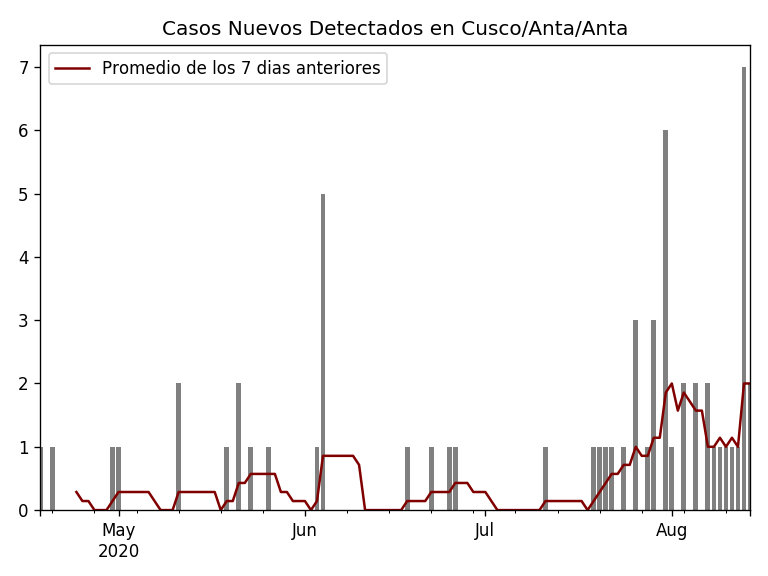 Casos Nuevos Detectados en Cusco/Anta/Anta
Promedio de los 7 dias anteriores
7
6
5
4
3
2
1
0
May
2020
Jun
Jul
Aug